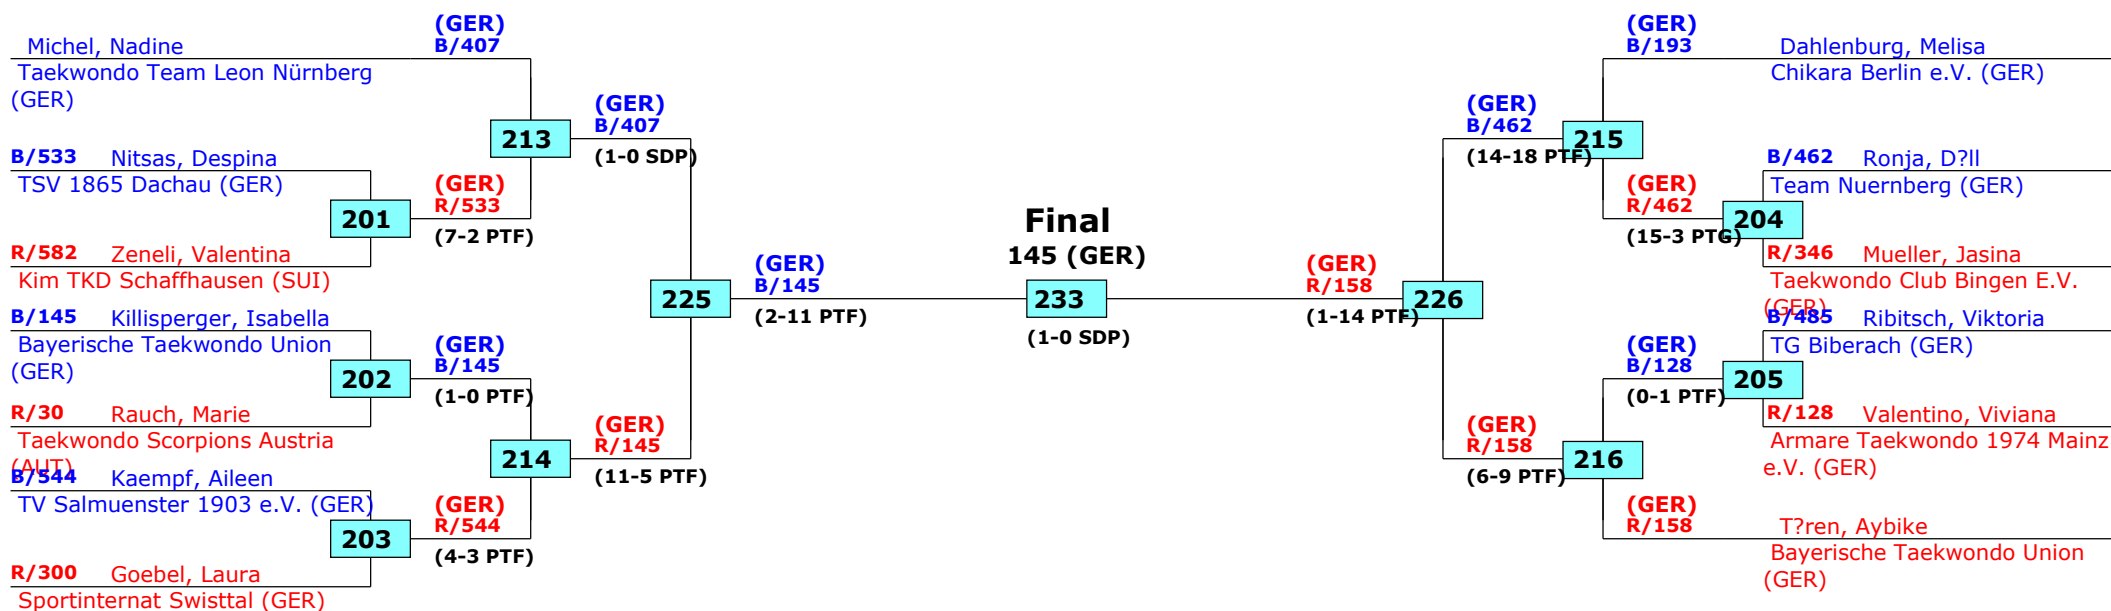 (GER)
B/407
Michel, Nadine
Taekwondo Team Leon Nürnberg
(GER)
(GER)
B/407
213
(1-0 SDP)
B/533 Nitsas, Despina
TSV 1865 Dachau (GER)
(GER)
R/533
201
(7-2 PTF)
R/582 Zeneli, Valentina
Kim TKD Schaffhausen (SUI)
(GER)
B/145
225
(2-11 PTF)
B/145 Killisperger, Isabella
Bayerische Taekwondo Union
(GER)
(GER)
B/145
202
(1-0 PTF)
R/30 Rauch, Marie
Taekwondo Scorpions Austria
(AUT)
(GER)
R/145
214
(11-5 PTF)
B/544 Kaempf, Aileen
TV Salmuenster 1903 e.V. (GER)
(GER)
R/544
203
(4-3 PTF)
R/300 Goebel, Laura
Sportinternat Swisttal (GER)
Final
145 (GER)
233
(1-0 SDP)
(GER)
B/193
Dahlenburg, Melisa
Chikara Berlin e.V. (GER)
(GER)
B/462
215
(14-18 PTF)
B/462 Ronja, D?ll
Team Nuernberg (GER)
(GER)
R/462
204
(15-3 PTG)
R/346 Mueller, Jasina
Taekwondo Club Bingen E.V.
(GER)
(GER)
R/158
226
(1-14 PTF)
B/485 Ribitsch, Viktoria
TG Biberach (GER)
(GER)
B/128
205
(0-1 PTF)
R/128 Valentino, Viviana
Armare Taekwondo 1974 Mainz
e.V. (GER)
(GER)
R/158
216
(6-9 PTF)
(GER)
R/158
T?ren, Aybike
Bayerische Taekwondo Union
(GER)